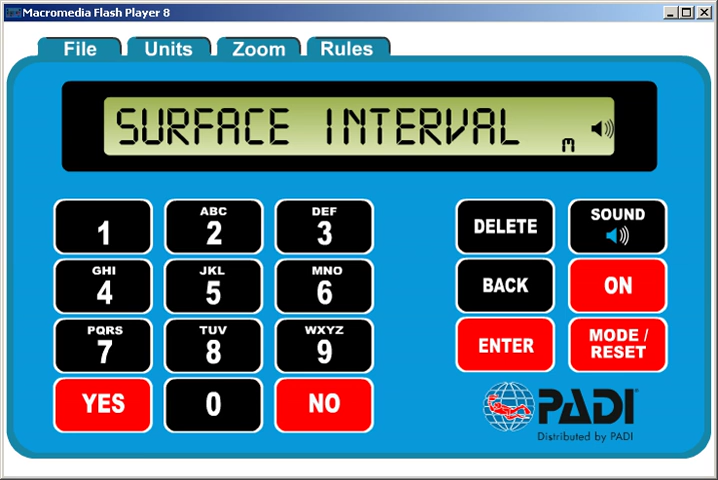 Macromedia Flash Player 8
File Units Zoom Rules
SURFACE INTERVAL M
1 ABC 2 DEF 3 DELETE SOUND
GHI 4 JKL 5 MNO 6 BACK ON
PQRS 7 TUV 8 WXYZ 9 ENTER MODE / RESET
YES 0 NO
PADI
Distributed by PADI